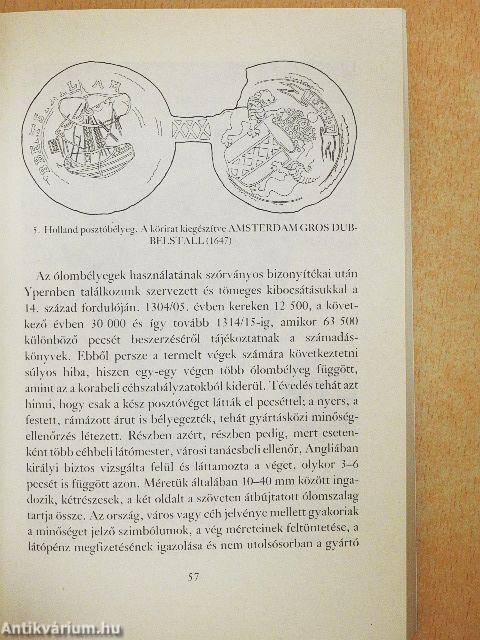 5. Holland posztóbélyeg. A körirat kiegészítve AMSTERDAM GROS DUB-
BELSTALL (1647)
Az ólombélyegek használatának szórványos bizonyítékai után
Ypernben találkozunk szervezett és tömeges kibocsátásukkal a
14. század fordulóján. 1304/05. évben kereken 12 500, a követ-
kező évben 30 000 és így tovább 1314/15-ig, amikor 63 500
különböző pecsét beszerzéséről tájékoztatnak a számadás-
könyvek. Ebből persze a termelt végek számára következtetni
súlyos hiba, hiszen egy-egy végen több ólombélyeg függött,
amint az a korabeli céhszabályzatokból kiderül. Tévedés tehát azt
hinni, hogy csak a kész posztóvéget látták el pecséttel; a nyers, a
festett, rámázott árut is bélyegezték, tehát gyártásközi minőség-
ellenőrzés létezett. Részben azért, részben pedig, mert eseten-
ként több céhbeli látómester, városi tanácsbeli ellenőr, Angliában
királyi biztos vizsgálta felül és láttamozta a véget, olykor 3–6
pecsét is függött azon. Méretük általában 10–40 mm között inga-
dozik, kétrészesek, a két oldalt a szöveten átbújtatott ólomszalag
tartja össze. Az ország, város vagy céh jelvénye mellett gyakoriak
a minőséget jelző szimbólumok, a vég méreteinek feltüntetése, a
látópénz megfizetésének igazolása és nem utolsósorban a gyártó
57
Antikvárium.hu